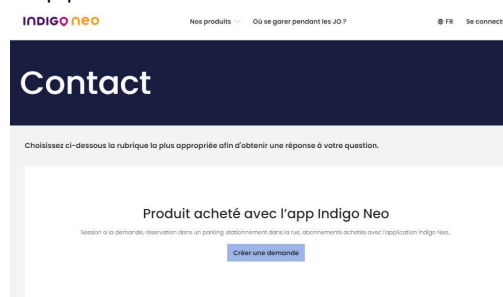 INDIGO neo
Nos produits Où se garer pendant les JO ? FR Se connect
Contact
Choisissez ci-dessous la rubrique la plus appropriée afin d'obtenir une réponse à votre question.
Produit acheté avec l'app Indigo Neo
Session a la demande, réservation dans un parking, stationnement dans la rue, abonnements achetés avec l'application Indigo Neo...
Créer une demande